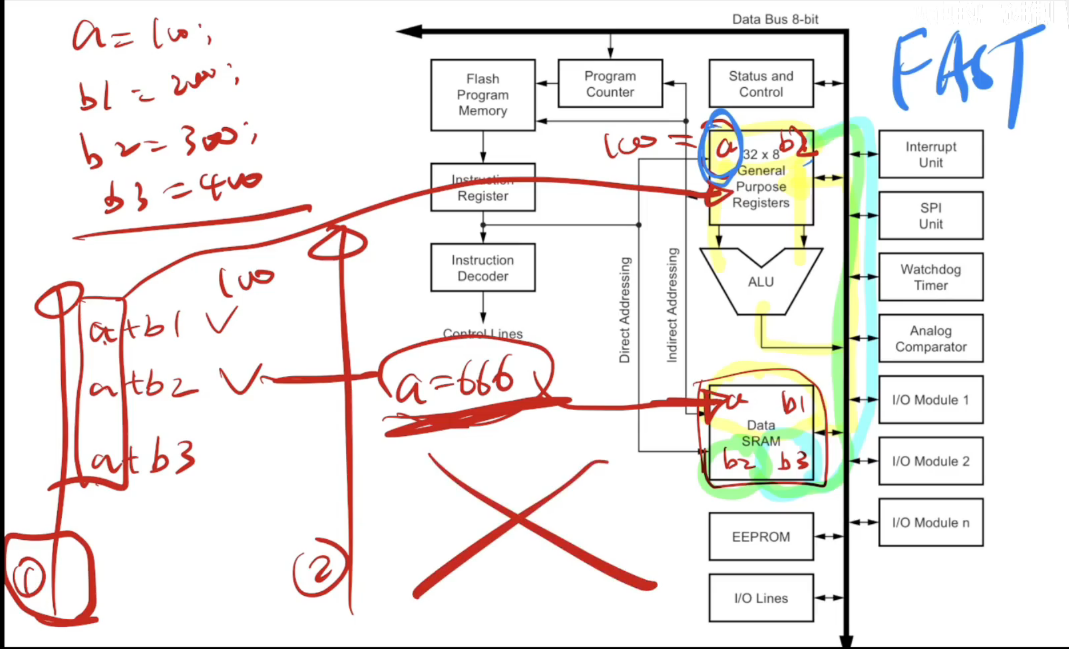 a = 100;
b1 = 200;
b2 = 300;
b3 = 400
100
a+b1 ✓
a+b2 ✓
a+b3
①
②
a=666
Data Bus 8-bit
FAST
Flash
Program
Memory
Program
Counter
Status and
Control
100 =
a
b2
32 x 8
General
Purpose
Registers
Interrupt
Unit
Instruction
Register
SPI
Unit
Instruction
Decoder
Direct Addressing
Indirect Addressing
ALU
Watchdog
Timer
Control Lines
Analog
Comparator
a b1
Data
SRAM
b2 b3
I/O Module 1
I/O Module 2
I/O Module n
EEPROM
I/O Lines